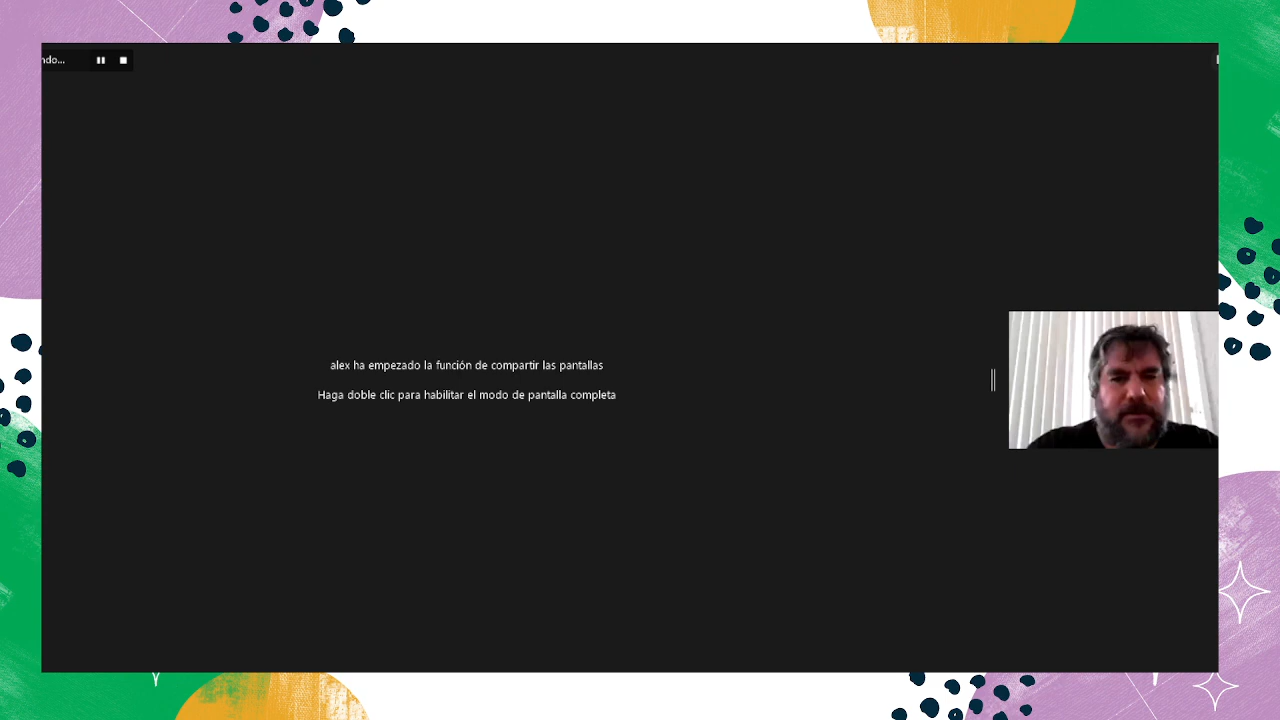 ndo...
alex ha empezado la función de compartir las pantallas
Haga doble clic para habilitar el modo de pantalla completa